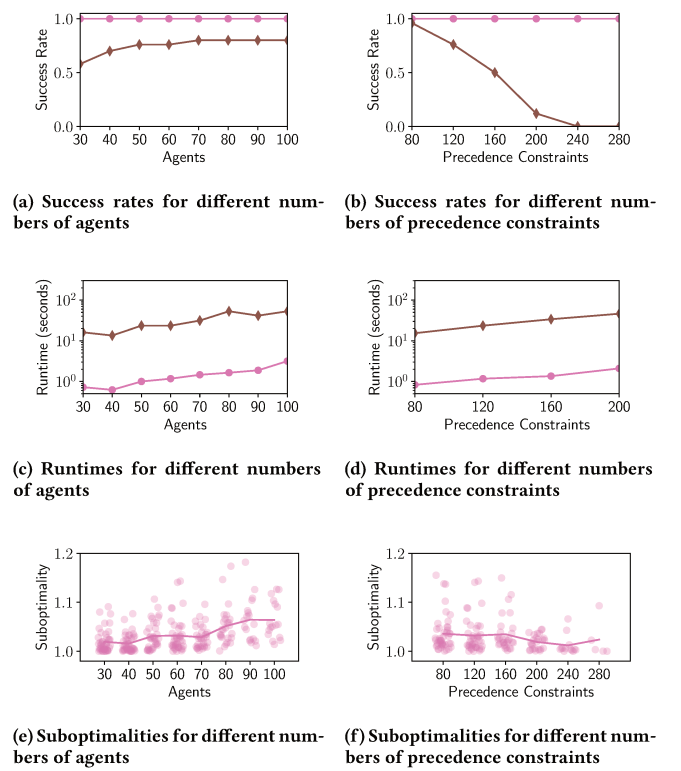 1.0
0.5
0.0
Success Rate
30 40 50 60 70 80 90 100
Agents
(a) Success rates for different num-
bers of agents
1.0
0.5
0.0
Success Rate
80 120 160 200 240 280
Precedence Constraints
(b) Success rates for different num-
bers of precedence constraints
10²
10¹
10⁰
Runtime (seconds)
30 40 50 60 70 80 90 100
Agents
(c) Runtimes for different numbers
of agents
10²
10¹
10⁰
Runtime (seconds)
80 120 160 200
Precedence Constraints
(d) Runtimes for different numbers
of precedence constraints
1.2
1.1
1.0
Suboptimality
30 40 50 60 70 80 90 100
Agents
(e) Suboptimalities for different num-
bers of agents
1.2
1.1
1.0
Suboptimality
80 120 160 200 240 280
Precedence Constraints
(f) Suboptimalities for different num-
bers of precedence constraints